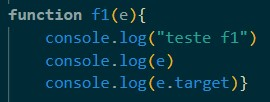 function f1(e){
    console.log("teste f1")
    console.log(e)
    console.log(e.target)}